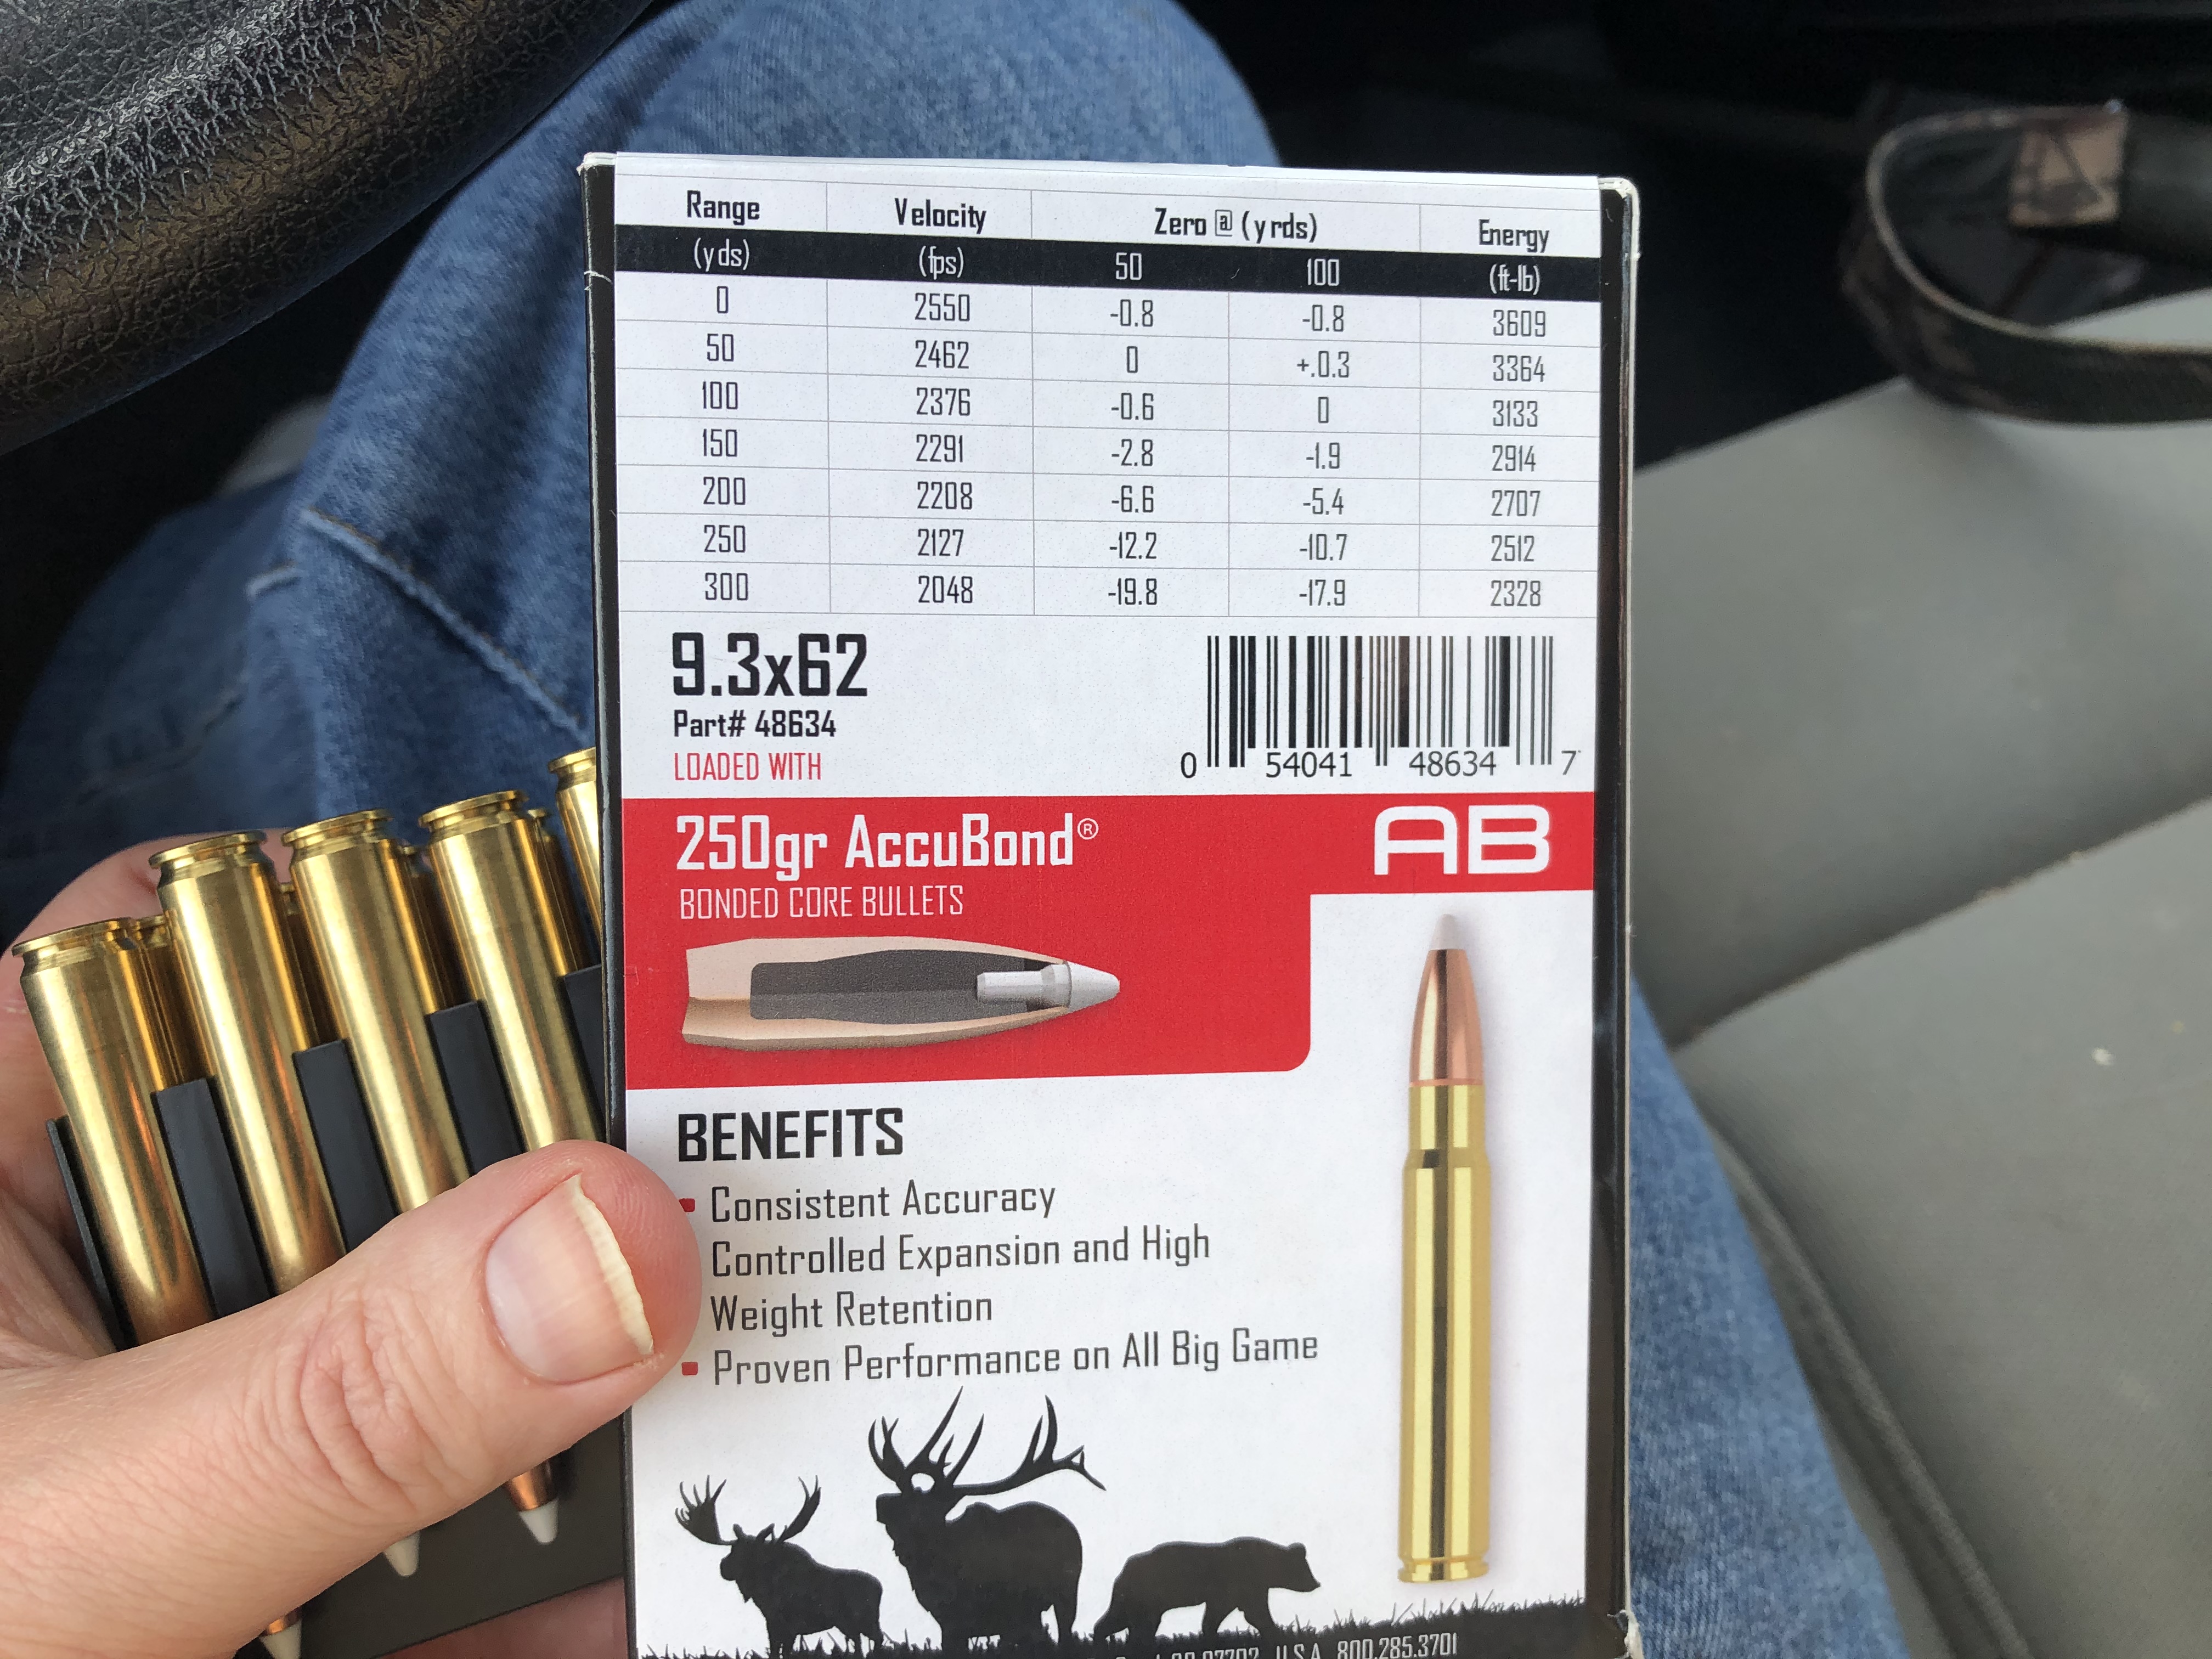 Range Velocity Zero @ (yrds) Energy
(yds) (fps) 50 100 (ft-lb)
0 2550 -0.8 -0.8 3609
50 2462 0 +.0.3 3364
100 2376 -0.6 0 3133
150 2291 -2.8 -1.9 2914
200 2208 -6.6 -5.4 2707
250 2127 -12.2 -10.7 2512
300 2048 -19.8 -17.9 2328
9.3x62
Part# 48634
LOADED WITH
0 54041 48634 7
250gr AccuBond®
BONDED CORE BULLETS
AB
BENEFITS
Consistent Accuracy
Controlled Expansion and High
Weight Retention
Proven Performance on All Big Game
U.S.A. 800.285.3701